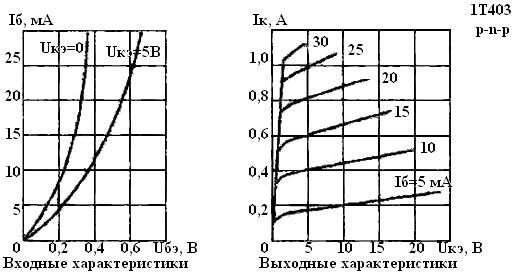 Iб, мА
Iк, А
1Т403
p-n-p
25
20
15
10
5
Uкэ=0
Uкэ=5В
0
0,2
0,4
0,6
Uбэ, В
Входные характеристики
1,0
0,8
0,6
0,4
0,2
30
25
20
15
10
Iб=5 мА
0
5
10
15
20
Uкэ, В
Выходные характеристики